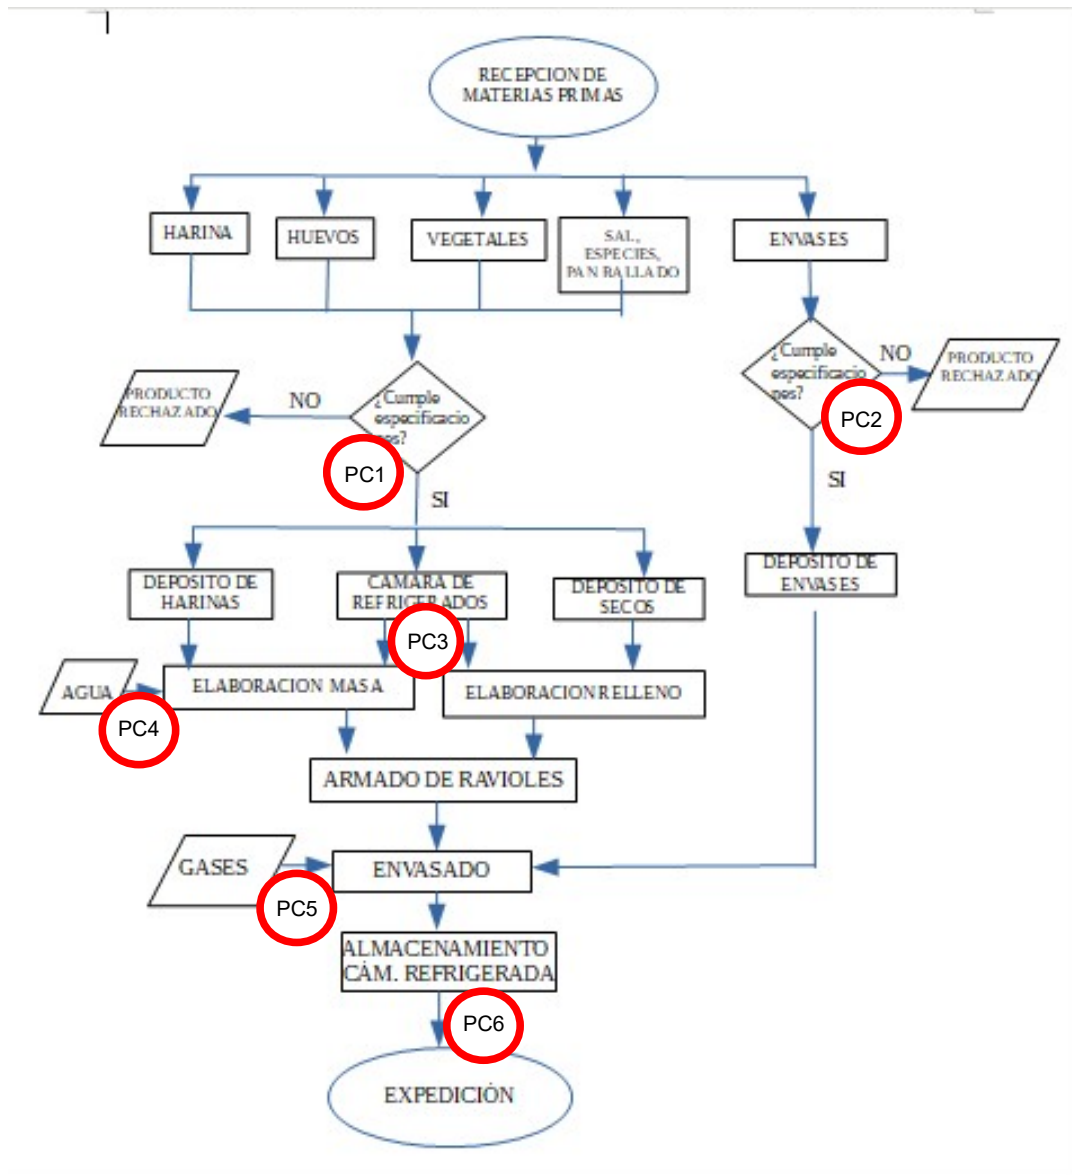 RECEPCION DE
MATERIAS PRIMAS
HARINA
HUEVOS
VEGETALES
SAL,
ESPECIES,
PAN RALLADO
ENVASES
¿Cumple
especificacio
nes?
NO
PRODUCTO
RECHAZADO
PC2
SI
PRODUCTO
RECHAZADO
NO
¿Cumple
especificacio
nes?
PC1
SI
DEPOSITO DE
HARINAS
CAMARA DE
REFRIGERADOS
DEPOSITO DE
SECOS
DEPOSITO DE
ENVASES
PC3
AGUA
ELABORACION MASA
ELABORACION RELLENO
PC4
ARMADO DE RAVIOLES
GASES
ENVASADO
PC5
ALMACENAMIENTO
CÁM. REFRIGERADA
PC6
EXPEDICIÓN